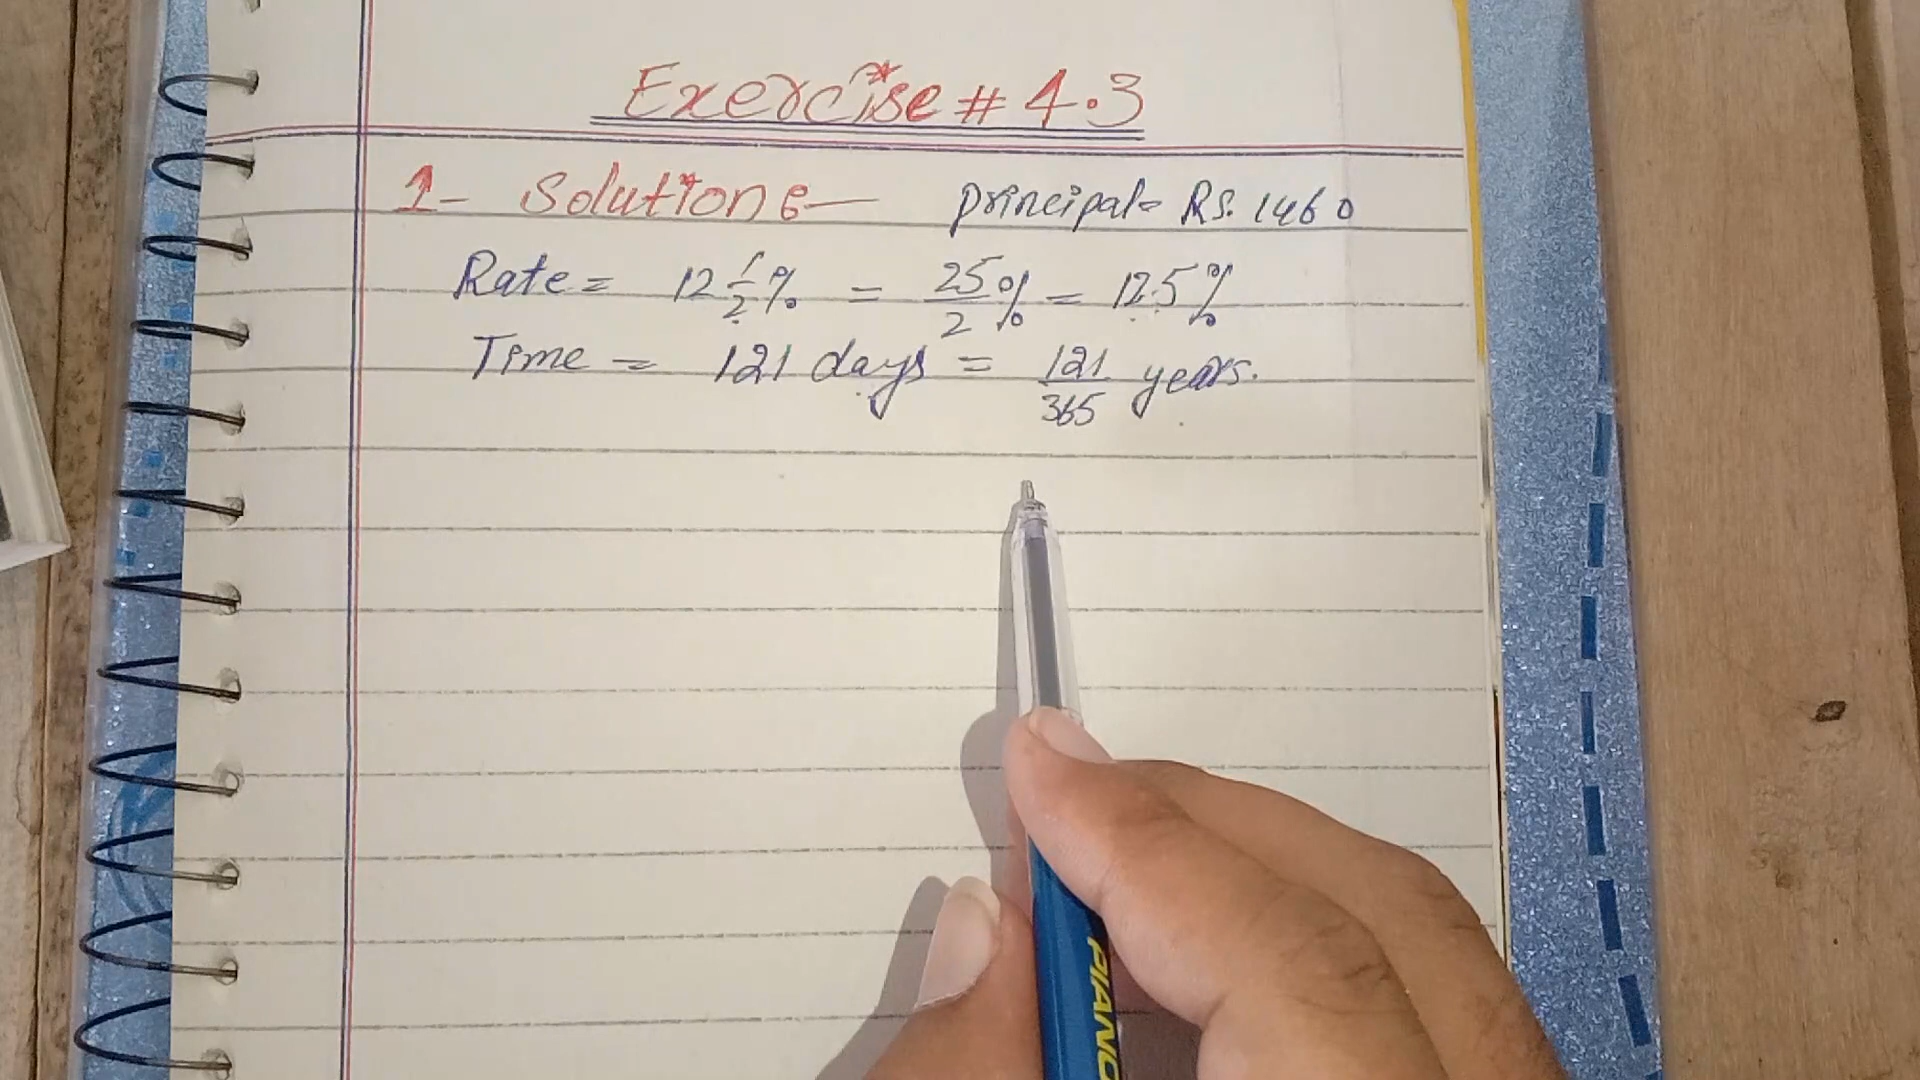 Exercise # 4.3
1- Solution :— principal= Rs. 1460
Rate = 12 1/2 % = 25/2 % = 12.5%
Time = 121 days = 121/365 years.
PIANO